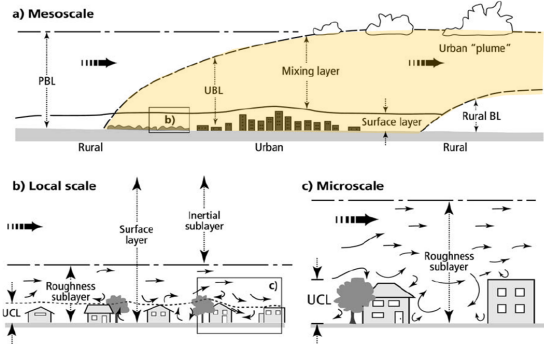 a) Mesoscale
Urban "plume"
PBL
Mixing layer
UBL
b)
Surface layer
Rural BL
Rural
Urban
Rural
b) Local scale
c) Microscale
Surface
layer
Inertial
sublayer
Roughness
sublayer
c)
UCL
Roughness
sublayer
UCL